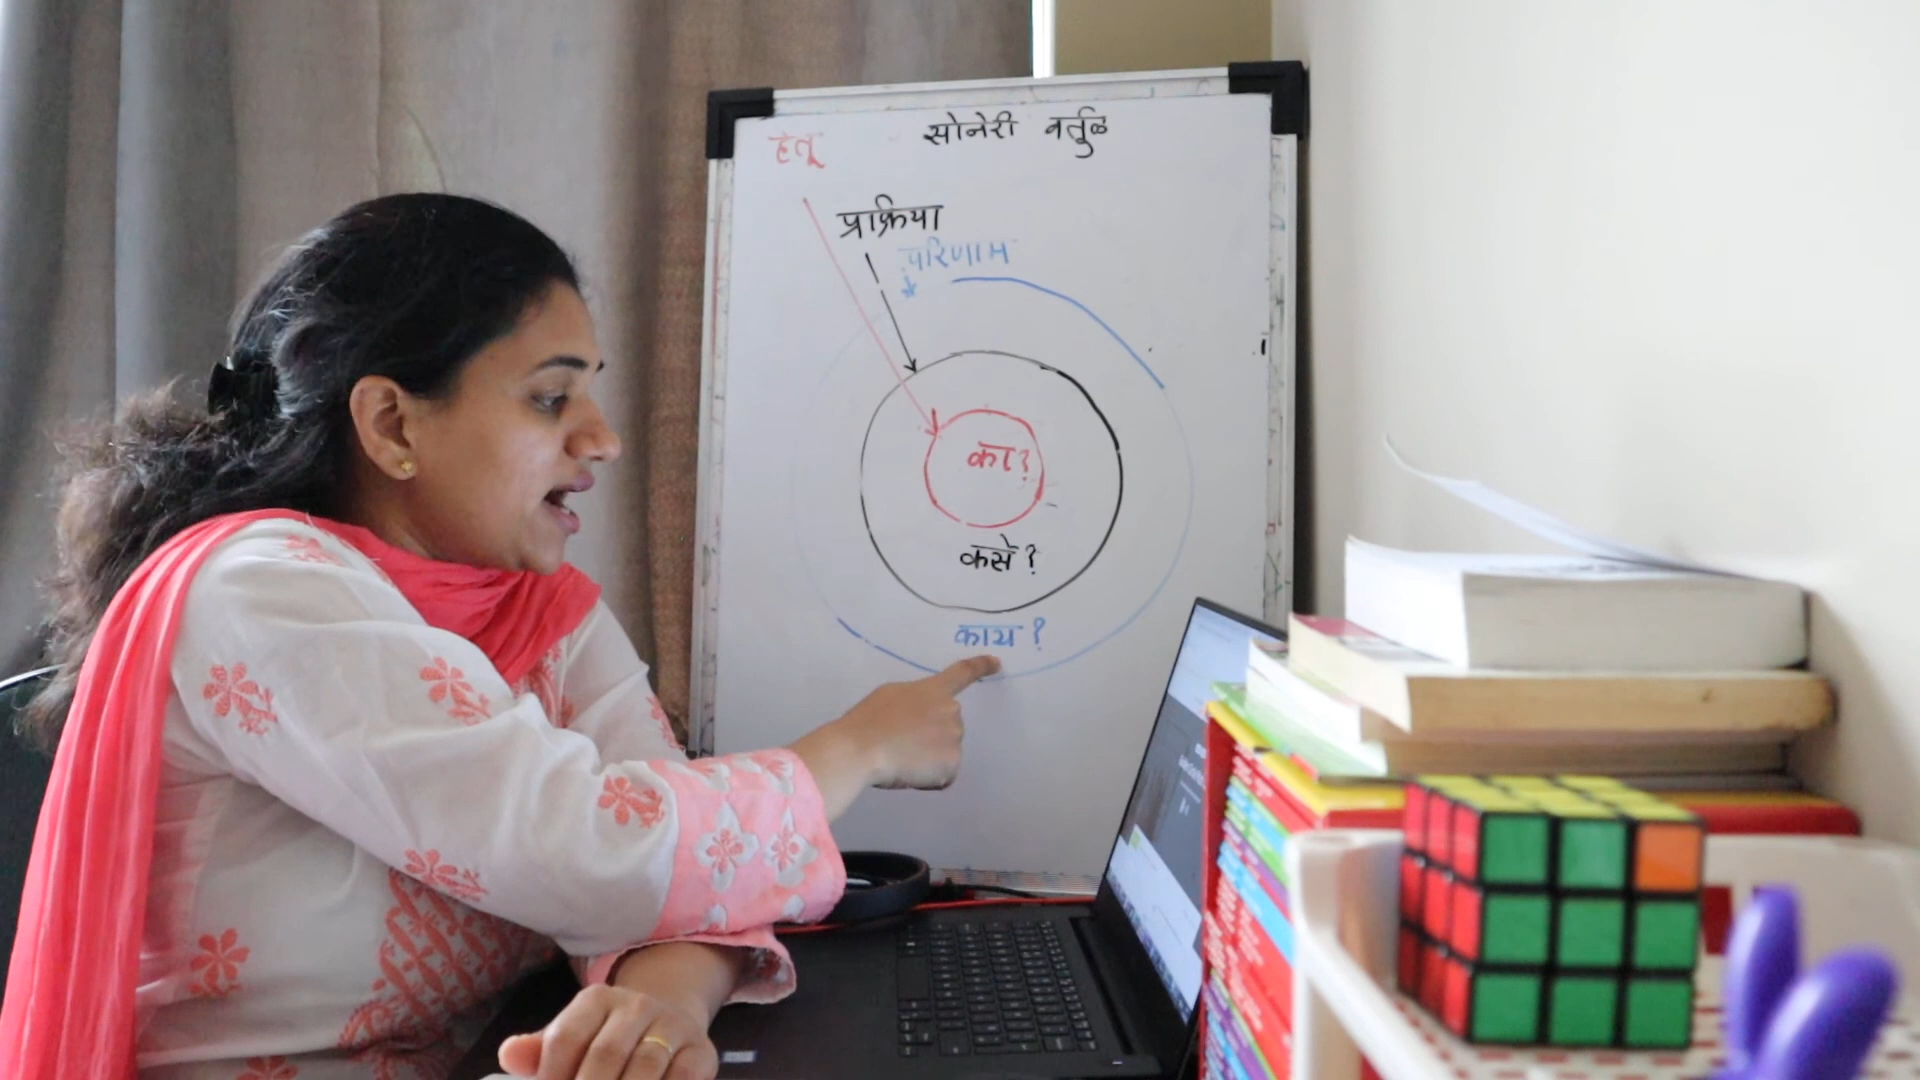 सोनेरी वर्तुळ
हेतू
प्रक्रिया
परिणाम
का?
कसे?
काय?